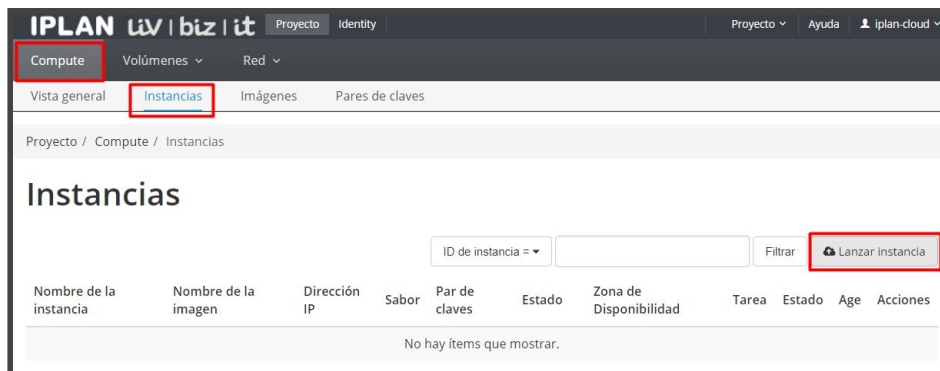 IPLAN liv | biz | it Proyecto Identity Proyecto Ayuda iplan-cloud
Compute Volúmenes Red
Vista general Instancias Imágenes Pares de claves
Proyecto / Compute / Instancias
Instancias
ID de instancia = Filtrar Lanzar instancia
Nombre de la instancia Nombre de la imagen Dirección IP Sabor Par de claves Estado Zona de Disponibilidad Tarea Estado Age Acciones
No hay ítems que mostrar.